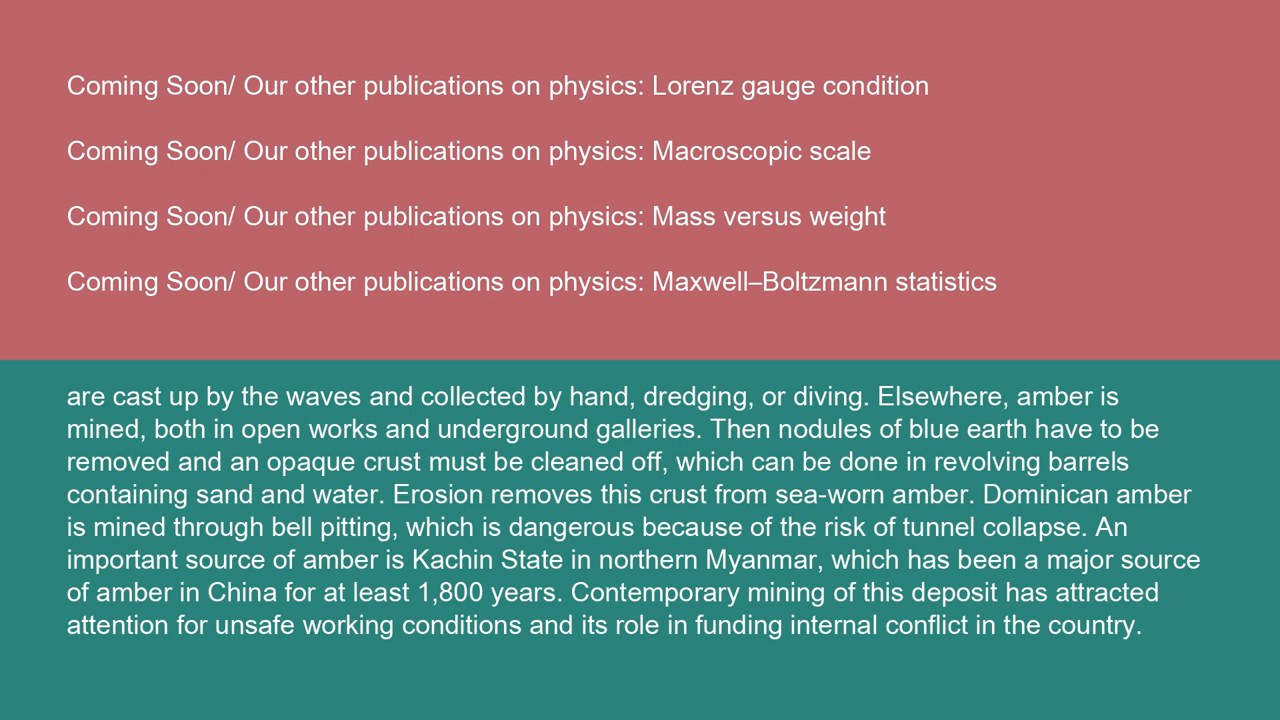 Coming Soon/ Our other publications on physics: Lorenz gauge condition
Coming Soon/ Our other publications on physics: Macroscopic scale
Coming Soon/ Our other publications on physics: Mass versus weight
Coming Soon/ Our other publications on physics: Maxwell–Boltzmann statistics
are cast up by the waves and collected by hand, dredging, or diving. Elsewhere, amber is
mined, both in open works and underground galleries. Then nodules of blue earth have to be
removed and an opaque crust must be cleaned off, which can be done in revolving barrels
containing sand and water. Erosion removes this crust from sea-worn amber. Dominican amber
is mined through bell pitting, which is dangerous because of the risk of tunnel collapse. An
important source of amber is Kachin State in northern Myanmar, which has been a major source
of amber in China for at least 1,800 years. Contemporary mining of this deposit has attracted
attention for unsafe working conditions and its role in funding internal conflict in the country.